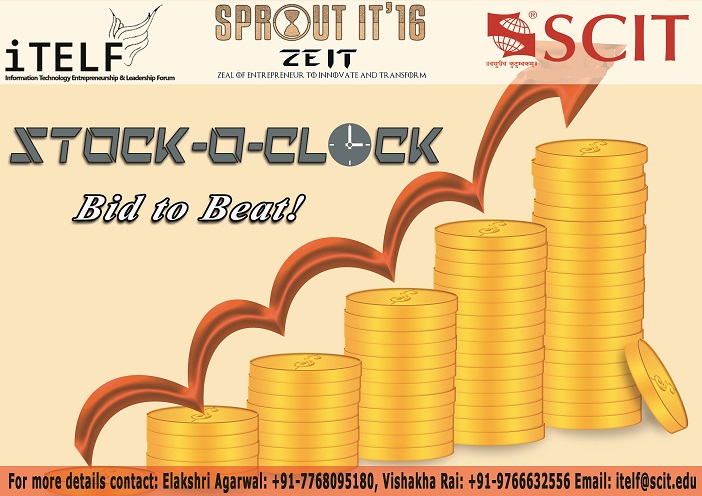 iTELF
Information Technology Entrepreneurship & Leadership Forum
SPROUT IT'16
ZEIT
ZEAL OF ENTREPRENEUR TO INNOVATE AND TRANSFORM
® SCIT
॥वसुधैव कुटुम्बकम्॥
STOCK-O-CLOCK
Bid to Beat!
For more details contact: Elakshri Agarwal: +91-7768095180, Vishakha Rai: +91-9766632556 Email: itelf@scit.edu